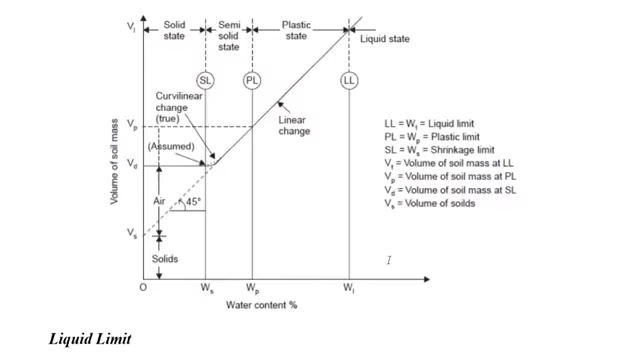 V_l
Solid state
Semi solid state
Plastic state
Liquid state
SL
PL
LL
Curvilinear change (true)
Linear change
V_p
(Assumed)
V_d
Volume of soil mass
Air
45°
V_s
Solids
O
W_s
W_p
W_l
Water content %
LL = W_l = Liquid limit
PL = W_p = Plastic limit
SL = W_s = Shrinkage limit
V_l = Volume of soil mass at LL
V_p = Volume of soil mass at PL
V_d = Volume of soil mass at SL
V_s = Volume of soilds
Liquid Limit